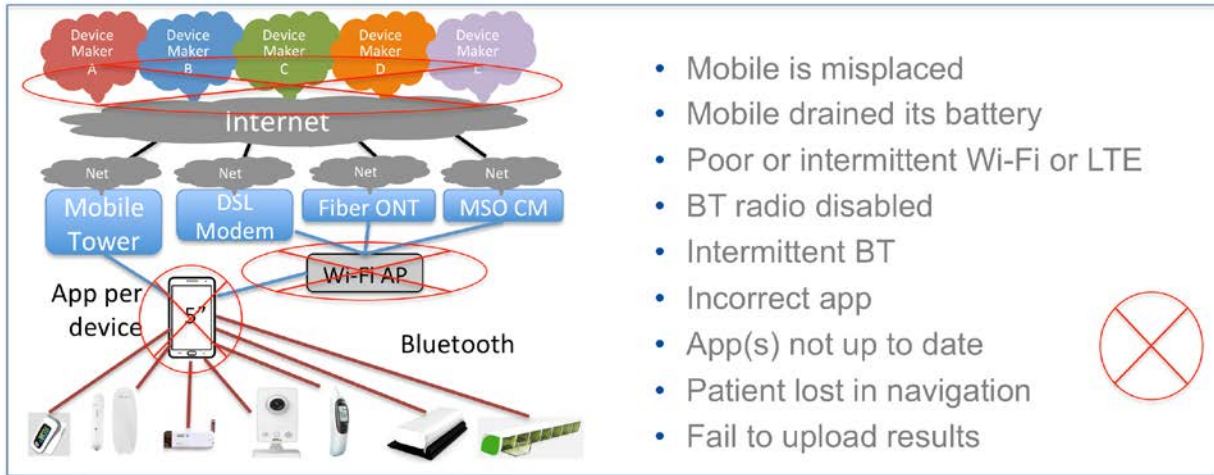 Device
Maker
A
Device
Maker
B
Device
Maker
C
Device
Maker
D
Device
Maker
E
Internet
Net
Net
Net
Net
Mobile
Tower
DSL
Modem
Fiber ONT
MSO CM
Wi-Fi AP
App per
device
5”
Bluetooth
• Mobile is misplaced
• Mobile drained its battery
• Poor or intermittent Wi-Fi or LTE
• BT radio disabled
• Intermittent BT
• Incorrect app
• App(s) not up to date
• Patient lost in navigation
• Fail to upload results